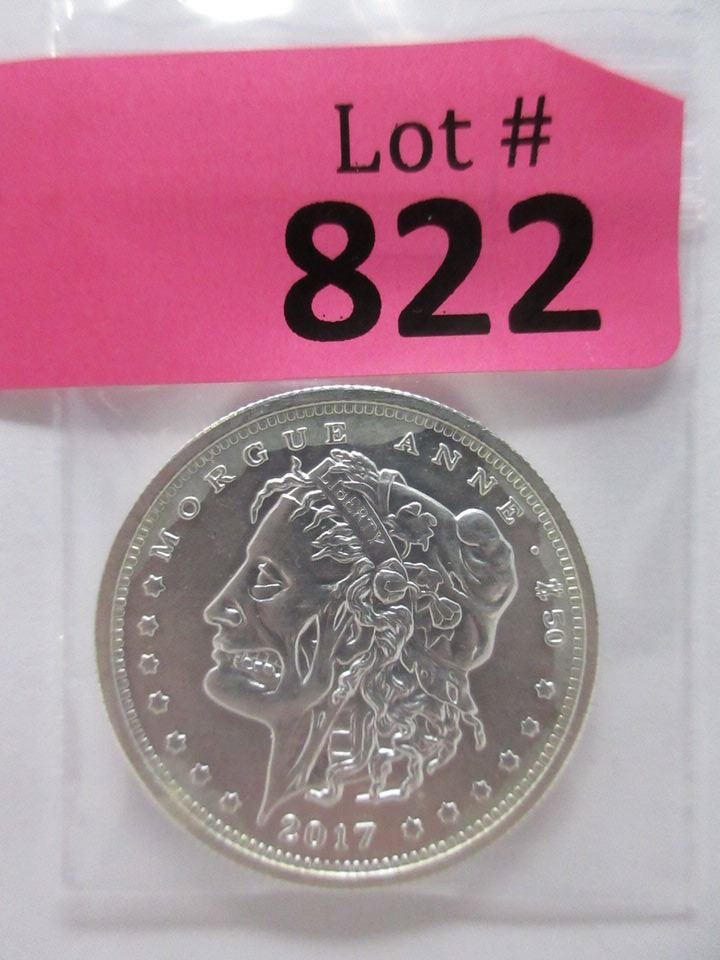 Lot #
822
MORGUE ANNE · #50
LIBERTY
2017